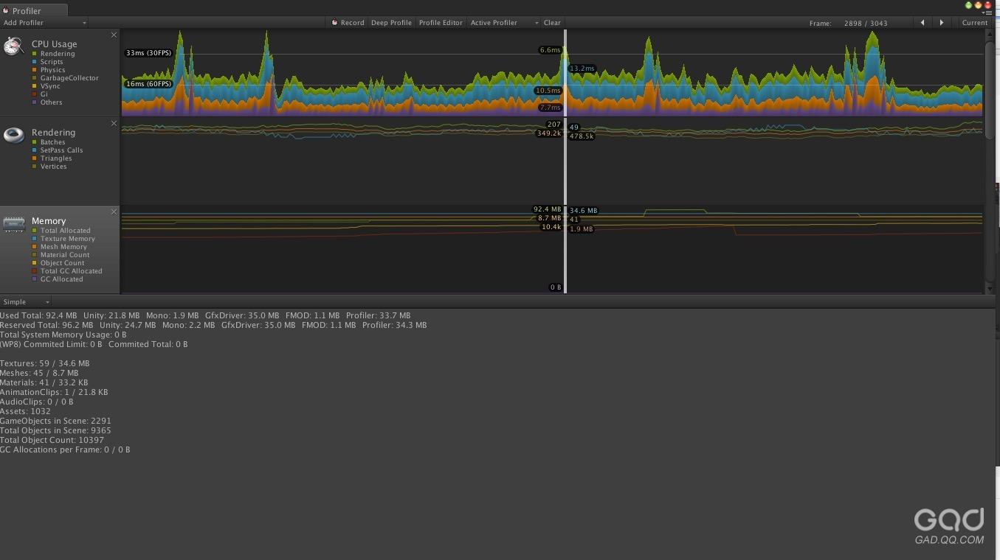 Profiler
Add Profiler
Record Deep Profile Profile Editor Active Profiler Clear Frame: 2898 / 3043 Current
CPU Usage
Rendering
Scripts
Physics
GarbageCollector
VSync
Gi
Others
33ms (30FPS)
16ms (60FPS)
6.6ms
13.2ms
10.5ms
7.7ms
Rendering
Batches
SetPass Calls
Triangles
Vertices
207
49
349.2k
478.5k
Memory
Total Allocated
Texture Memory
Mesh Memory
Material Count
Object Count
Total GC Allocated
GC Allocated
92.4 MB
34.6 MB
8.7 MB
41
10.4k
1.9 MB
0 B
Simple
Used Total: 92.4 MB Unity: 21.8 MB Mono: 1.9 MB GfxDriver: 35.0 MB FMOD: 1.1 MB Profiler: 33.7 MB
Reserved Total: 96.2 MB Unity: 24.7 MB Mono: 2.2 MB GfxDriver: 35.0 MB FMOD: 1.1 MB Profiler: 34.3 MB
Total System Memory Usage: 0 B
(WP8) Commited Limit: 0 B Commited Total: 0 B
Textures: 59 / 34.6 MB
Meshes: 45 / 8.7 MB
Materials: 41 / 33.2 KB
AnimationClips: 1 / 21.8 KB
AudioClips: 0 / 0 B
Assets: 1032
GameObjects in Scene: 2291
Total Objects in Scene: 9365
Total Object Count: 10397
GC Allocations per Frame: 0 / 0 B
Gad
GAD.QQ.COM